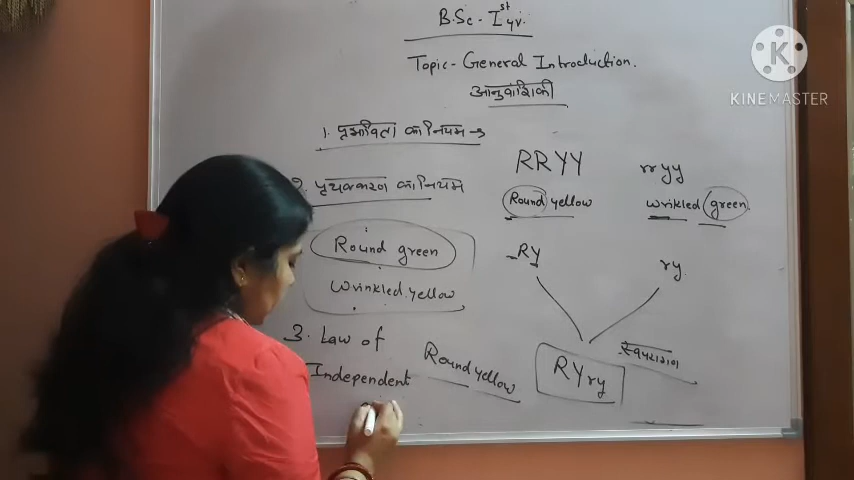 B.Sc - Ist yr.
Topic - General Introduction.
आनुवांशिकी
1. प्रभाविता का नियम →
2. पृथक्करण का नियम
RRYY
rryy
Round yellow
wrinkled green
Round green
wrinkled yellow
RY
ry
3. Law of
Independent
Round yellow
RYry
स्वपरागण
KINEMASTER